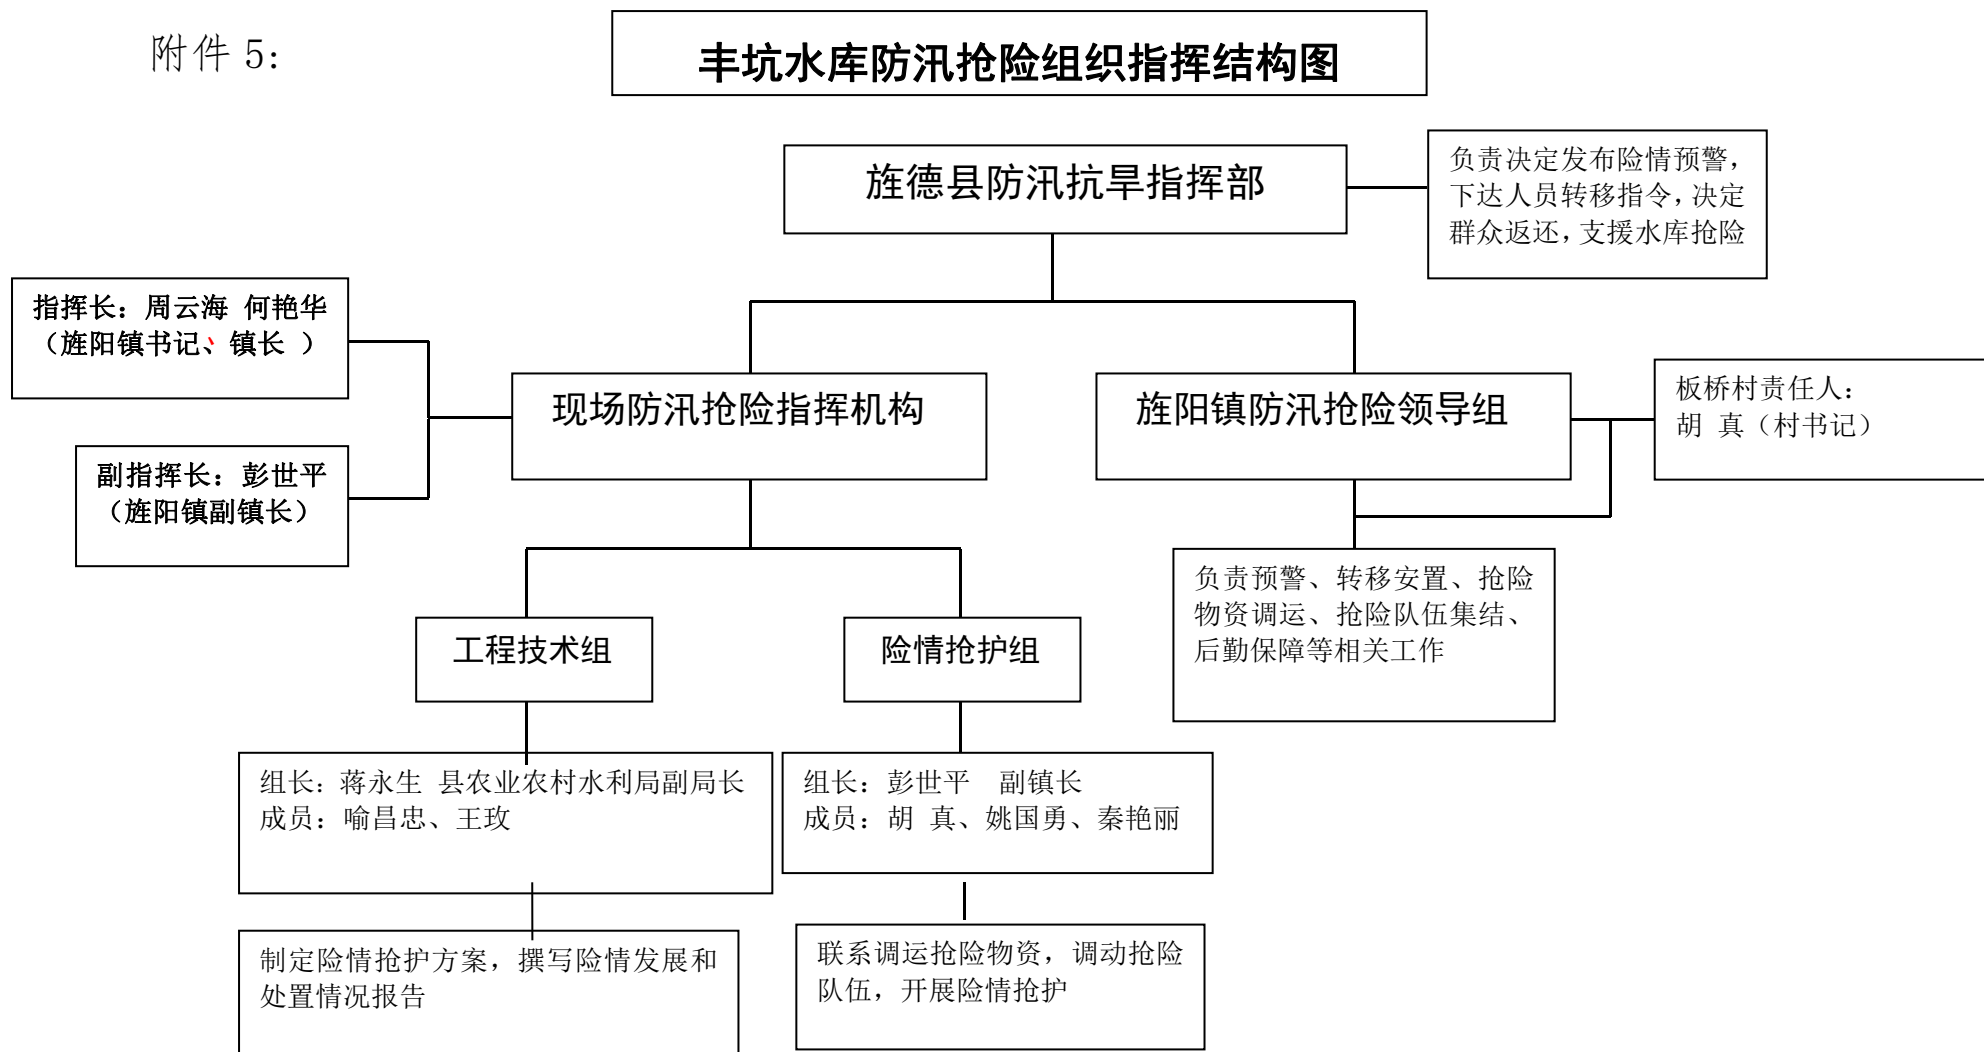 附件 5:
丰坑水库防汛抢险组织指挥结构图
旌德县防汛抗旱指挥部
负责决定发布险情预警，
下达人员转移指令，决定
群众返还，支援水库抢险
指挥长：周云海 何艳华
（旌阳镇书记、镇长 ）
副指挥长：彭世平
（旌阳镇副镇长）
现场防汛抢险指挥机构
旌阳镇防汛抢险领导组
板桥村责任人：
胡 真（村书记）
工程技术组
险情抢护组
负责预警、转移安置、抢险
物资调运、抢险队伍集结、
后勤保障等相关工作
组长：蒋永生 县农业农村水利局副局长
成员：喻昌忠、王玫
组长：彭世平 副镇长
成员：胡 真、姚国勇、秦艳丽
制定险情抢护方案，撰写险情发展和
处置情况报告
联系调运抢险物资，调动抢险
队伍，开展险情抢护